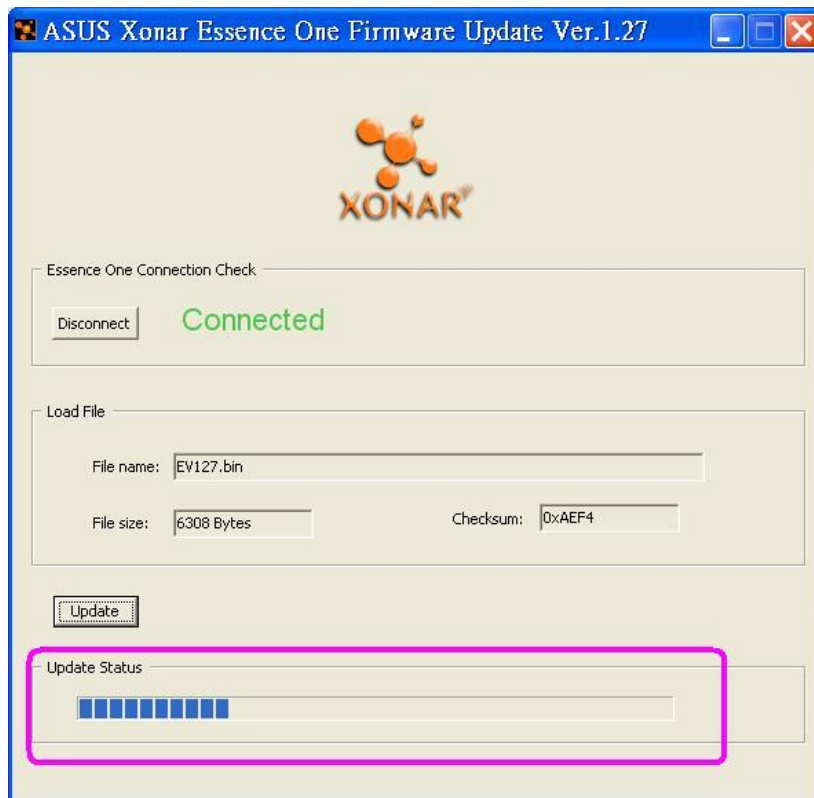 ASUS Xonar Essence One Firmware Update Ver.1.27
XONAR®
Essence One Connection Check
Disconnect
Connected
Load File
File name:
EV127.bin
File size:
6308 Bytes
Checksum:
0xAEF4
Update
Update Status